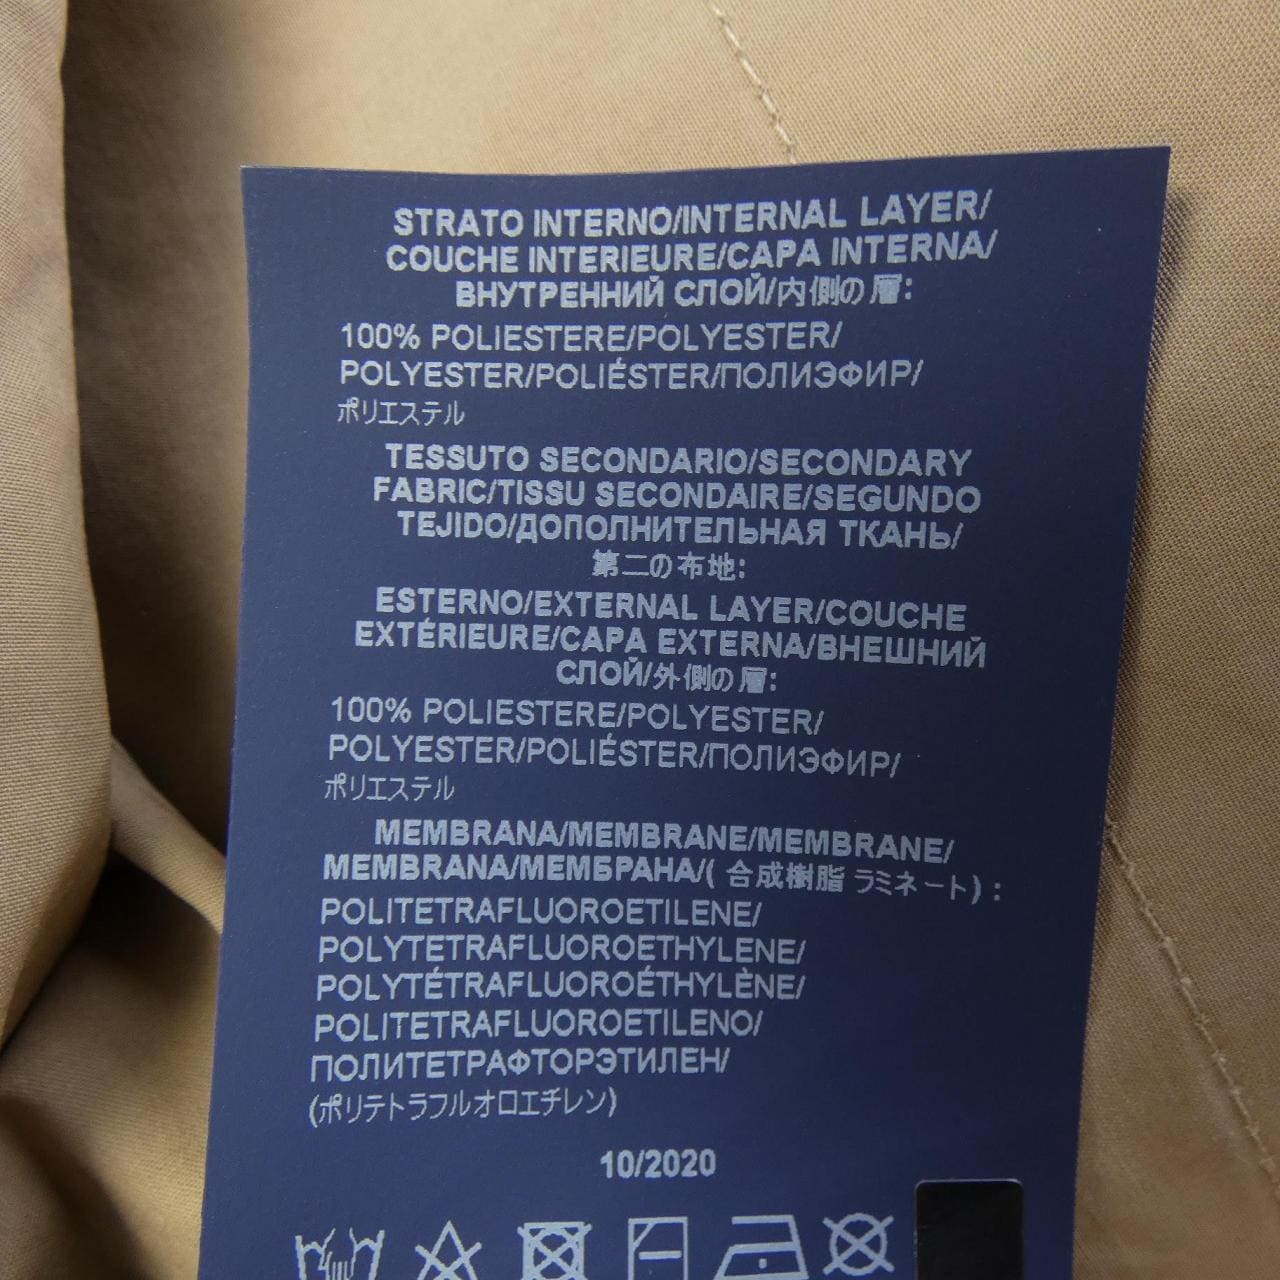 STRATO INTERNO/INTERNAL LAYER/
COUCHE INTERIEURE/CAPA INTERNA/
ВНУТРЕННИЙ СЛОЙ/内側の層:
100% POLIESTERE/POLYESTER/
POLYESTER/POLIÉSTER/ПОЛИЭФИР/
ポリエステル
TESSUTO SECONDARIO/SECONDARY
FABRIC/TISSU SECONDAIRE/SEGUNDO
TEJIDO/ДОПОЛНИТЕЛЬНАЯ ТКАНЬ/
第二の布地:
ESTERNO/EXTERNAL LAYER/COUCHE
EXTÉRIEURE/CAPA EXTERNA/ВНЕШНИЙ
СЛОЙ/外側の層:
100% POLIESTERE/POLYESTER/
POLYESTER/POLIÉSTER/ПОЛИЭФИР/
ポリエステル
MEMBRANA/MEMBRANE/MEMBRANE/
MEMBRANA/МЕМБРАНА/(合成樹脂ラミネート):
POLITETRAFLUOROETILENE/
POLYTETRAFLUOROETHYLENE/
POLYTÉTRAFLUOROÉTHYLÈNE/
POLITETRAFLUOROETILENO/
ПОЛИТЕТРАФТОРЭТИЛЕН/
(ポリテトラフルオロエチレン)
10/2020